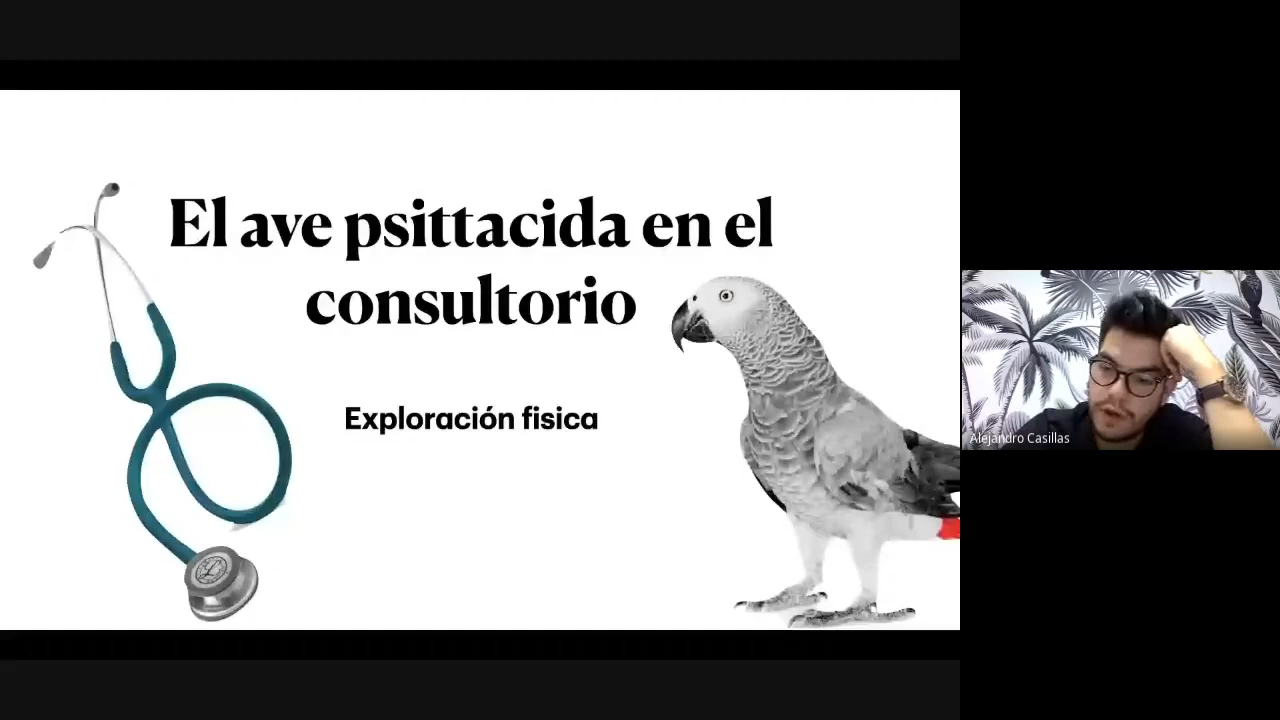 El ave psittacida en el
consultorio
Exploración fisica
Alejandro Casillas